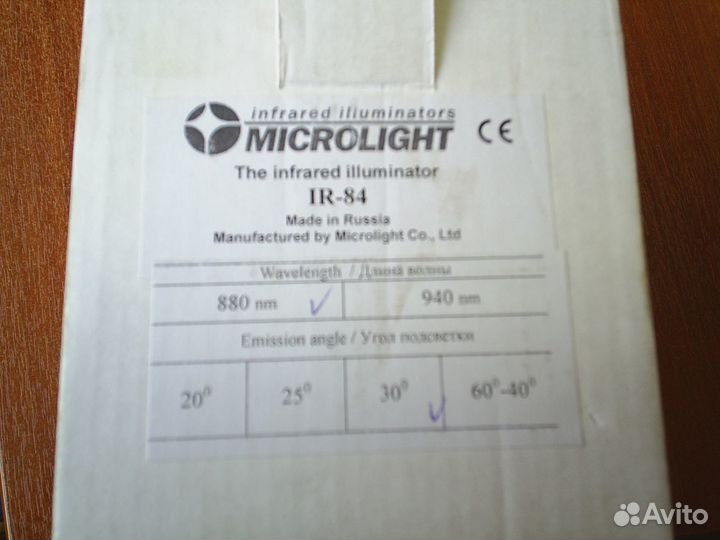 infrared illuminators
MICROLIGHT CE
The infrared illuminator
IR-84
Made in Russia
Manufactured by Microlight Co., Ltd
Wavelength / Длина волны
880 nm ✓ 940 nm
Emission angle / Угол подсветки
20⁰ 25⁰ 30⁰ ✓ 60⁰-40⁰
Avito